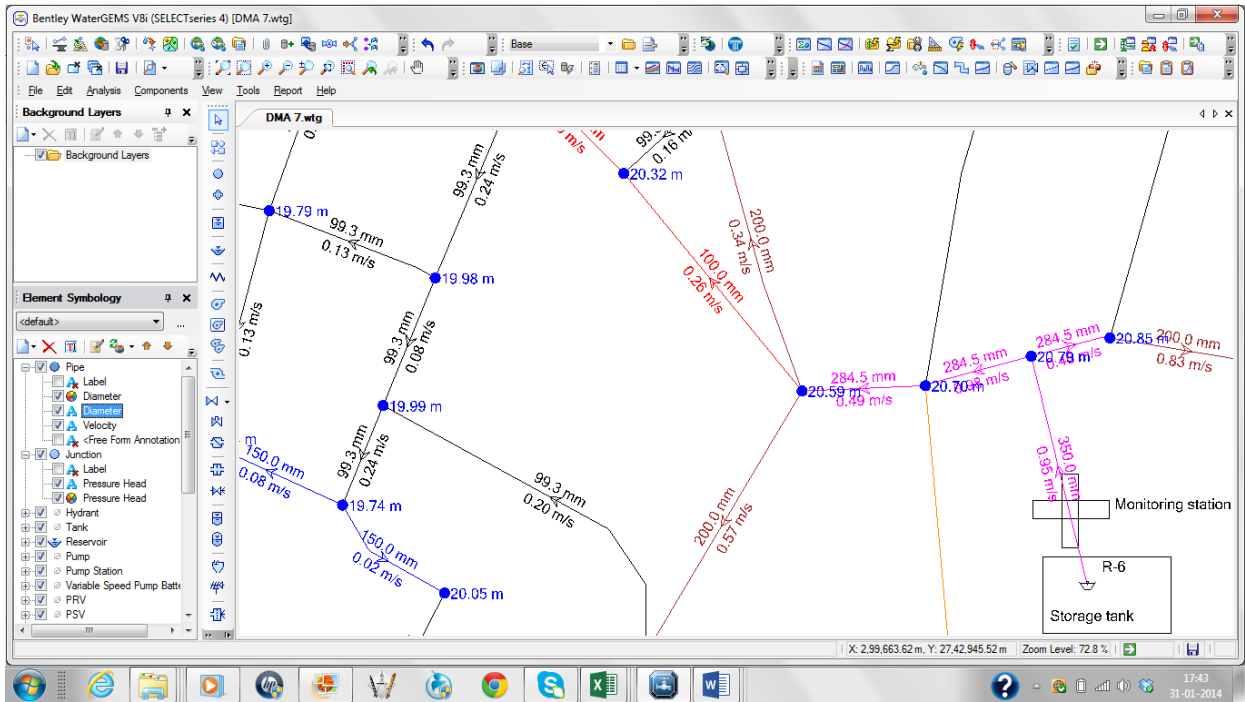 Bentley WaterGEMS V8i (SELECTseries 4) [DMA 7.wtg]
Base
File Edit Analysis Components View Tools Report Help
Background Layers
Background Layers
Element Symbology
<default>
...
Pipe
Label
Diameter
Diameter
Velocity
<Free Form Annotation
Junction
Label
Pressure Head
Pressure Head
Hydrant
Tank
Reservoir
Pump
Pump Station
Variable Speed Pump Batte
PRV
PSV
DMA 7.wtg
99.3 mm
0.24 m/s
19.79 m
99.3 mm
0.13 m/s
19.98 m
0.13 m/s
99.3 mm
0.08 m/s
19.99 m
99.3 mm
0.24 m/s
m
150.0 mm
0.08 m/s
19.74 m
99.3 mm
0.20 m/s
150.0 mm
0.02 m/s
20.05 m
m/s
99.
0.16 m/s
20.32 m
200.0 mm
0.34 m/s
100.0 mm
0.26 m/s
20.59 m
284.5 mm
0.49 m/s
200.0 mm
0.57 m/s
20.70 m
284.5 mm
20.79 m
284.5 mm
20.85 m
200.0 mm
0.83 m/s
350.0 mm
0.95 m/s
Monitoring station
R-6
Storage tank
X: 2,99,663.62 m, Y: 27,42,945.52 m
Zoom Level: 72.8 %
17:43
31-01-2014